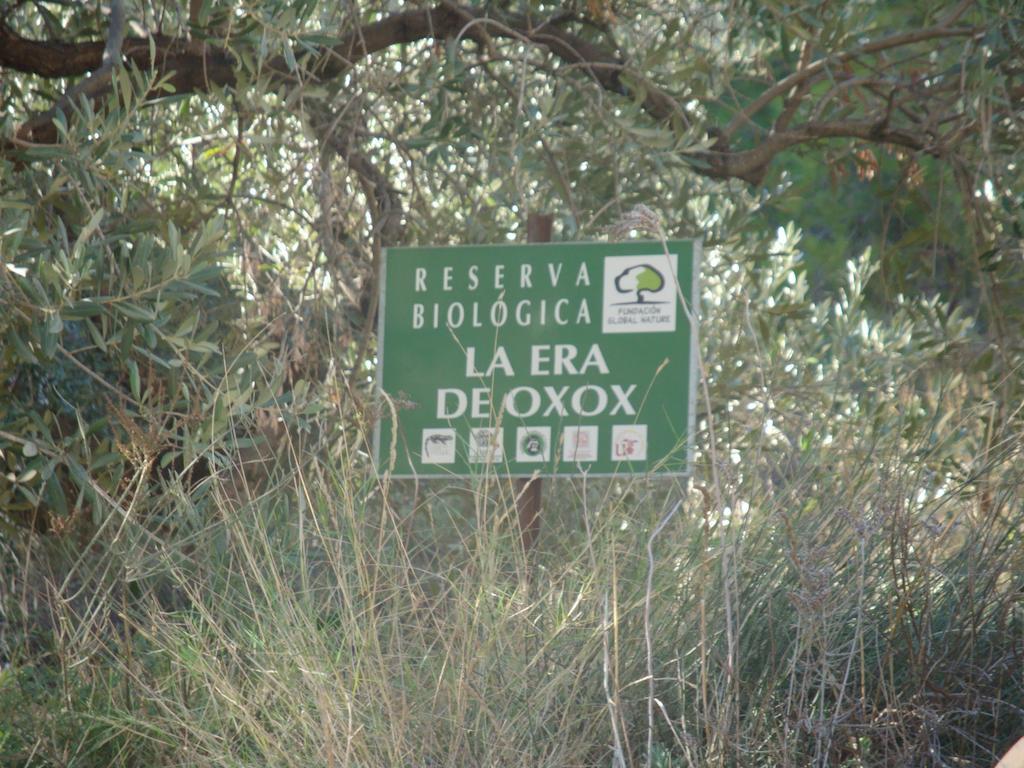 RESERVA
BIOLÓGICA
FUNDACIÓN
GLOBAL NATURE
LA ERA
DE OXOX